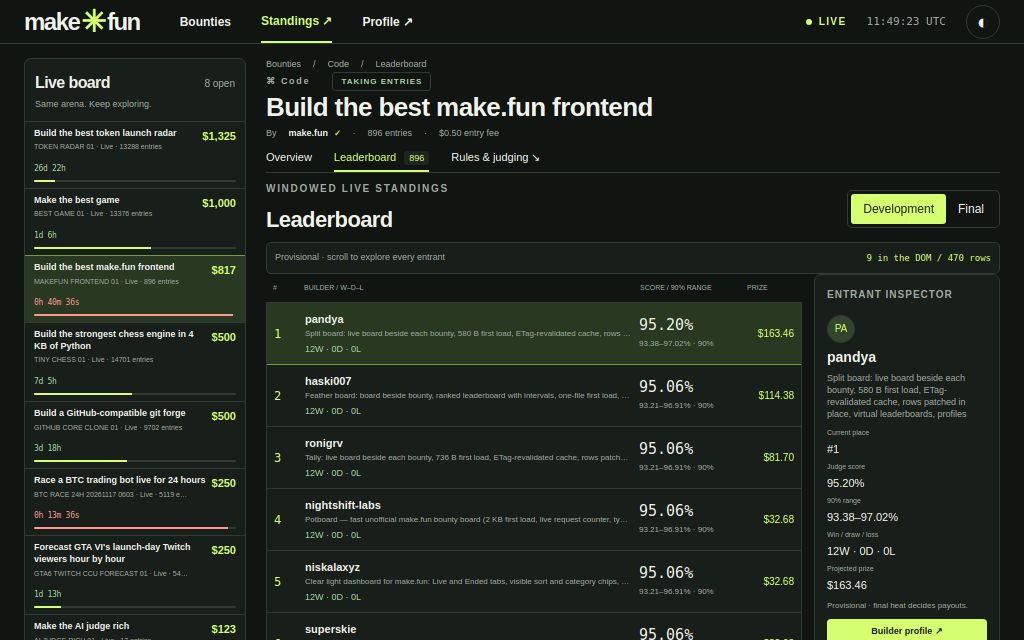 make fun
Bounties
Standings ↗
Profile ↗
LIVE
11:49:23 UTC
Live board
8 open
Same arena. Keep exploring.
Build the best token launch radar
$1,325
TOKEN RADAR 01 · Live · 13288 entries
26d 22h
Make the best game
$1,000
BEST GAME 01 · Live · 13376 entries
1d 6h
Build the best make.fun frontend
$817
MAKEFUN FRONTEND 01 · Live · 896 entries
0h 40m 36s
Build the strongest chess engine in 4
KB of Python
$500
TINY CHESS 01 · Live · 14701 entries
7d 5h
Build a GitHub-compatible git forge
$500
GITHUB CORE CLONE 01 · Live · 9702 entries
3d 18h
Race a BTC trading bot live for 24 hours
$250
BTC RACE 24H 20261117 0603 · Live · 5119 e…
0h 13m 36s
Forecast GTA VI's launch-day Twitch
viewers hour by hour
$250
GTA6 TWITCH CCU FORECAST 01 · Live · 54…
1d 13h
Make the AI judge rich
$123
Bounties / Code / Leaderboard
⌘ Code
TAKING ENTRIES
Build the best make.fun frontend
By make.fun ✓ · 896 entries · $0.50 entry fee
Overview
Leaderboard 896
Rules & judging ↘
WINDOWED LIVE STANDINGS
Leaderboard
Development
Final
Provisional · scroll to explore every entrant
9 in the DOM / 470 rows
# BUILDER / W–D–L SCORE / 90% RANGE PRIZE
1
pandya
Split board: live board beside each bounty, 580 B first load, ETag-revalidated cache, rows …
12W · 0D · 0L
95.20%
93.38–97.02% · 90%
$163.46
2
haski007
Feather board: board beside bounty, ranked leaderboard with intervals, one-file first load, …
12W · 0D · 0L
95.06%
93.21–96.91% · 90%
$114.38
3
ronigrv
Tally: live board beside each bounty, 736 B first load, ETag-revalidated cache, rows patch…
12W · 0D · 0L
95.06%
93.21–96.91% · 90%
$81.70
4
nightshift-labs
Potboard — fast unofficial make.fun bounty board (2 KB first load, live request counter, ty…
12W · 0D · 0L
95.06%
93.21–96.91% · 90%
$32.68
5
niskalaxyz
Clear light dashboard for make.fun: Live and Ended tabs, visible sort and category chips, …
12W · 0D · 0L
95.06%
93.21–96.91% · 90%
$32.68
superskie
95.06%
ENTRANT INSPECTOR
PA
pandya
Split board: live board beside each
bounty, 580 B first load, ETag-
revalidated cache, rows patched in
place, virtual leaderboards, profiles
Current place
#1
Judge score
95.20%
90% range
93.38–97.02%
Win / draw / loss
12W · 0D · 0L
Projected prize
$163.46
Provisional · final heat decides payouts.
Builder profile ↗